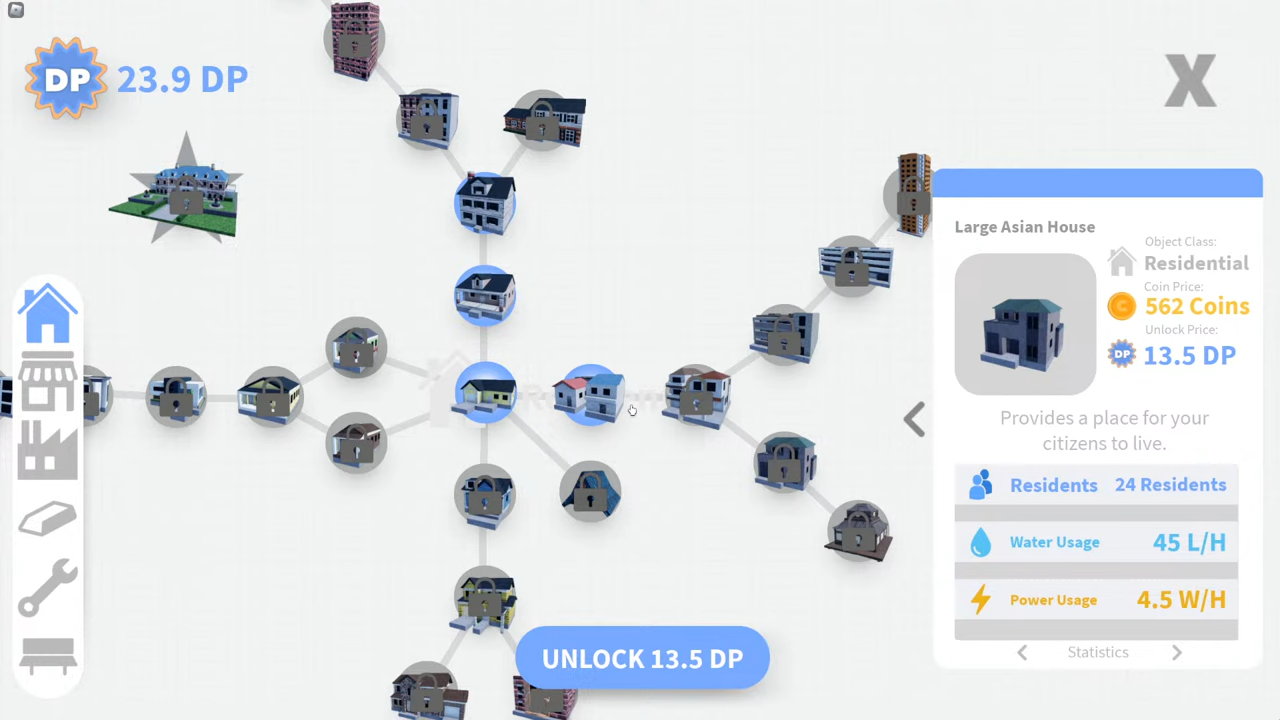 DP 23.9 DP
X
Large Asian House
Object Class:
Residential
Coin Price:
C 562 Coins
Unlock Price:
DP 13.5 DP
Provides a place for your
citizens to live.
Residents 24 Residents
Water Usage 45 L/H
Power Usage 4.5 W/H
Statistics
UNLOCK 13.5 DP